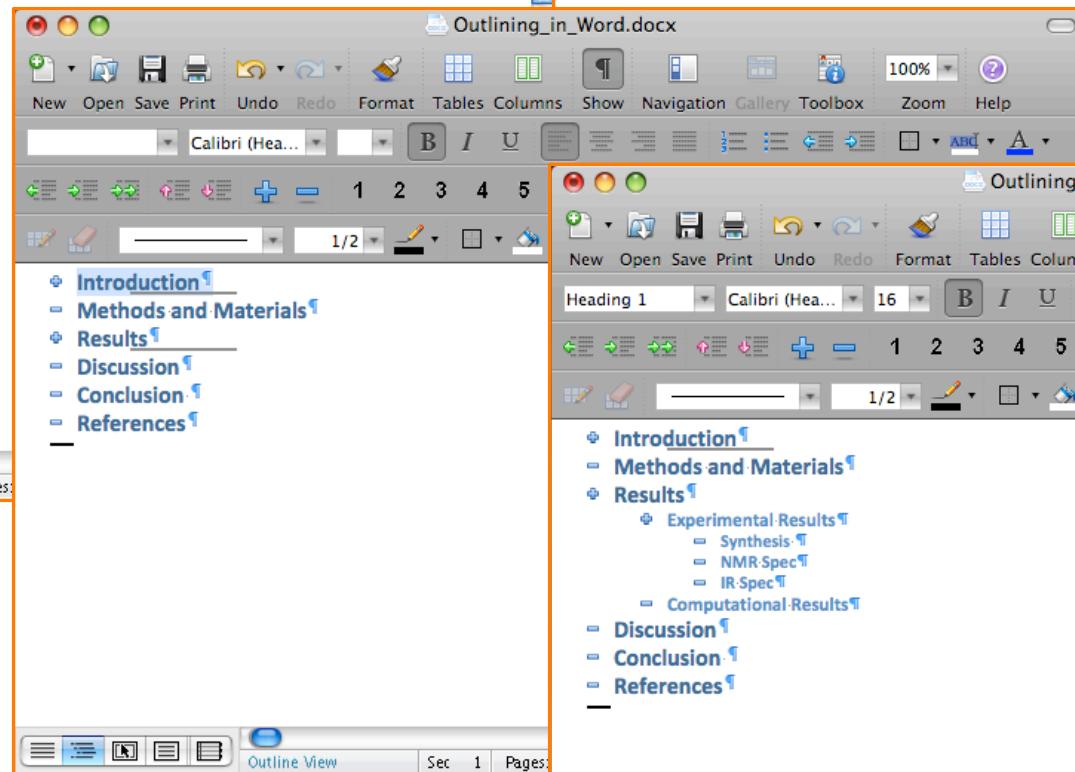 Outlining_in_Word.docx
New Open Save Print Undo Redo Format Tables Columns Show Navigation Gallery Toolbox 100% Zoom Help
Calibri (Hea... B I U ABC A
1 2 3 4 5
1/2
Introduction¶
Methods and Materials¶
Results¶
Discussion¶
Conclusion ¶
References¶
es:
Outline View Sec 1 Pages:
Outlining
New Open Save Print Undo Redo Format Tables Colum
Heading 1 Calibri (Hea... 16 B I U
1 2 3 4 5
1/2
Introduction¶
Methods and Materials¶
Results¶
Experimental Results¶
Synthesis ¶
NMR Spec¶
IR Spec¶
Computational Results¶
Discussion¶
Conclusion ¶
References¶